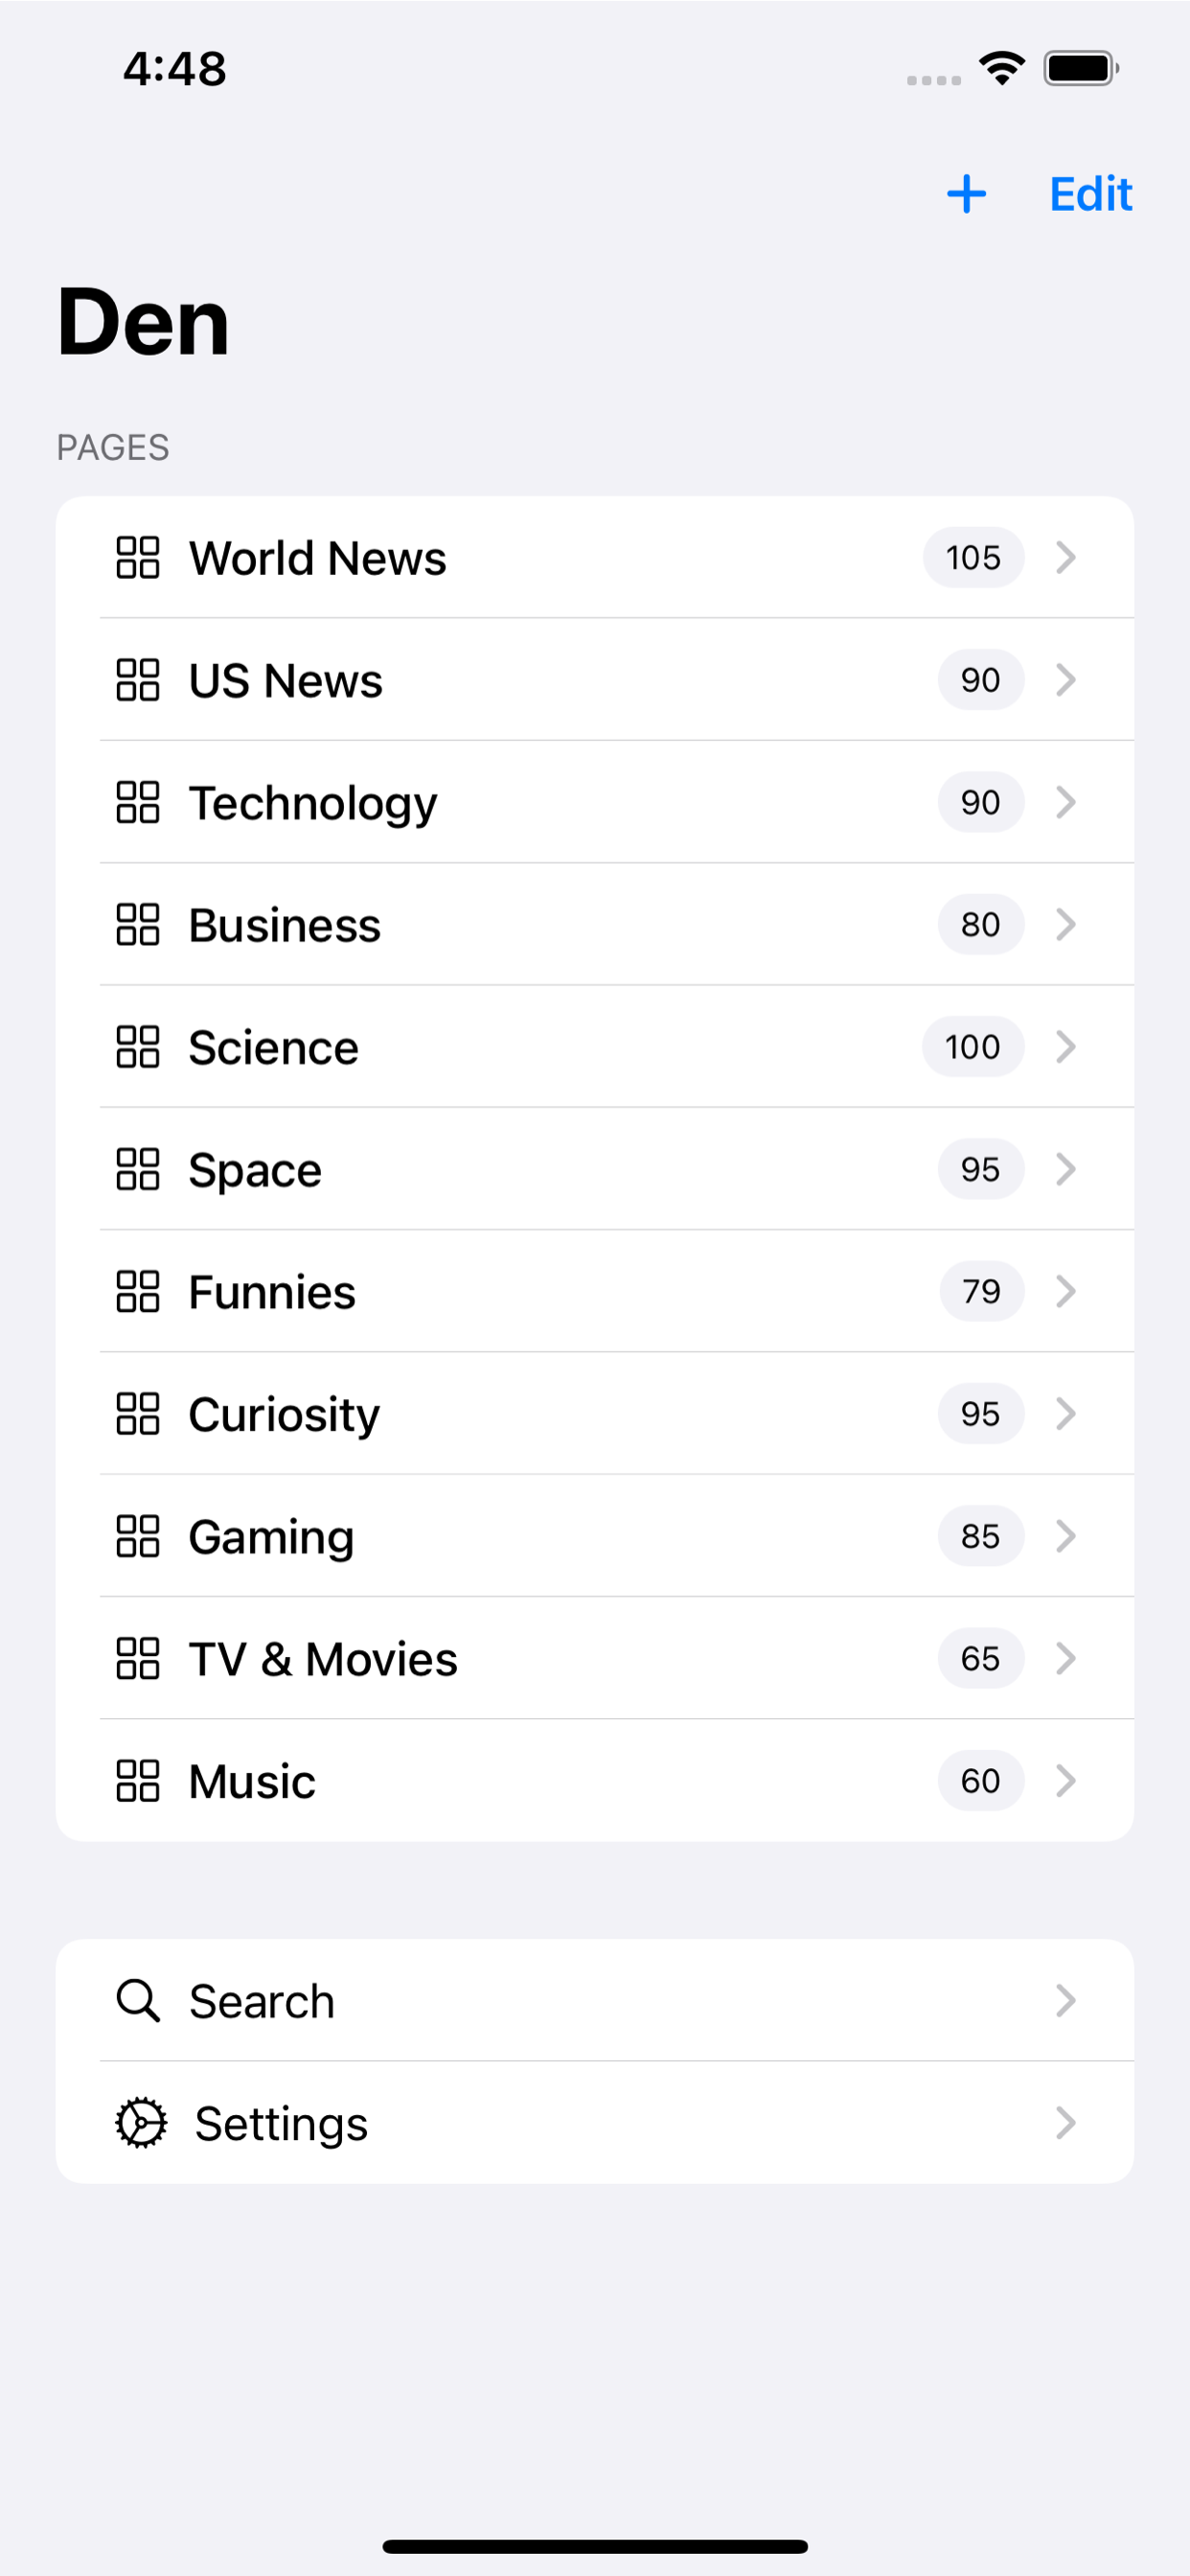 4:48
Edit
Den
PAGES
World News 105
US News 90
Technology 90
Business 80
Science 100
Space 95
Funnies 79
Curiosity 95
Gaming 85
TV & Movies 65
Music 60
Search
Settings